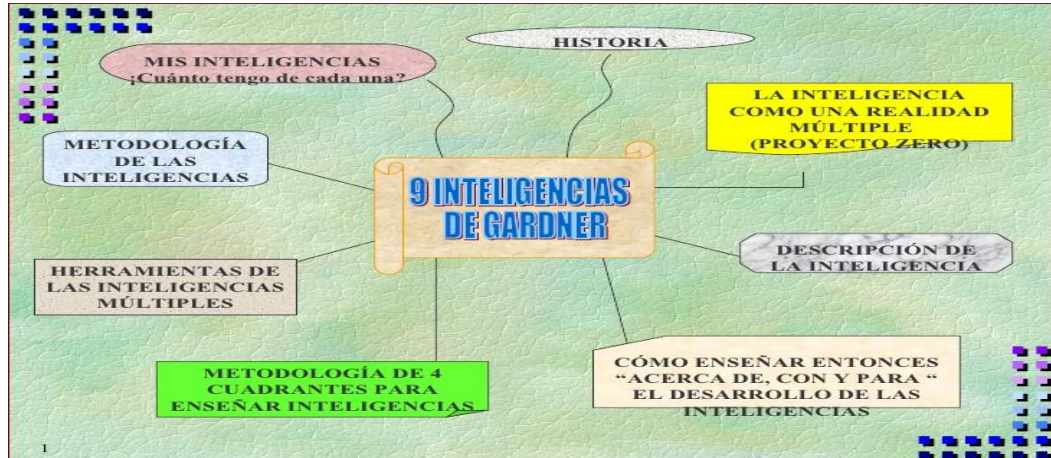 HISTORIA
MIS INTELIGENCIAS
¡Cuánto tengo de cada una?
LA INTELIGENCIA
COMO UNA REALIDAD
MÚLTIPLE
(PROYECTO ZERO)
METODOLOGÍA
DE LAS
INTELIGENCIAS
9 INTELIGENCIAS
DE GARDNER
DESCRIPCIÓN DE
LA INTELIGENCIA
HERRAMIENTAS DE
LAS INTELIGENCIAS
MÚLTIPLES
METODOLOGÍA DE 4
CUADRANTES PARA
ENSEÑAR INTELIGENCIAS
CÓMO ENSEÑAR ENTONCES
“ACERCA DE, CON Y PARA “
EL DESARROLLO DE LAS
INTELIGENCIAS
1